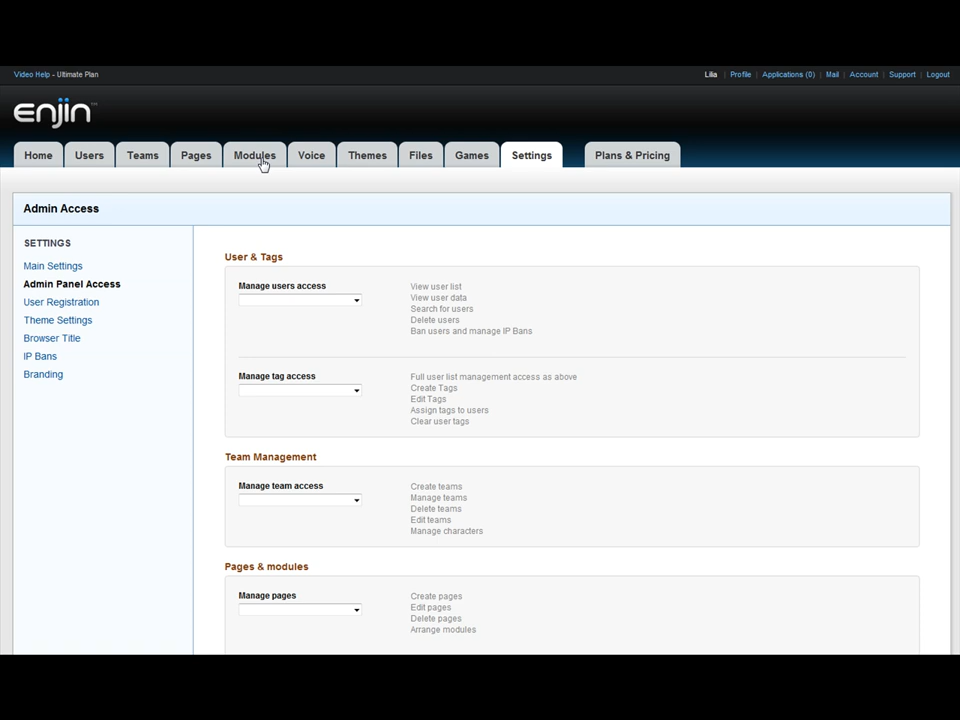 Video Help - Ultimate Plan
Lilia | Profile | Applications (0) | Mail | Account | Support | Logout
enjin™
Home Users Teams Pages Modules Voice Themes Files Games Settings Plans & Pricing
Admin Access
SETTINGS
Main Settings
Admin Panel Access
User Registration
Theme Settings
Browser Title
IP Bans
Branding
User & Tags
Manage users access
View user list
View user data
Search for users
Delete users
Ban users and manage IP Bans
Manage tag access
Full user list management access as above
Create Tags
Edit Tags
Assign tags to users
Clear user tags
Team Management
Manage team access
Create teams
Manage teams
Delete teams
Edit teams
Manage characters
Pages & modules
Manage pages
Create pages
Edit pages
Delete pages
Arrange modules